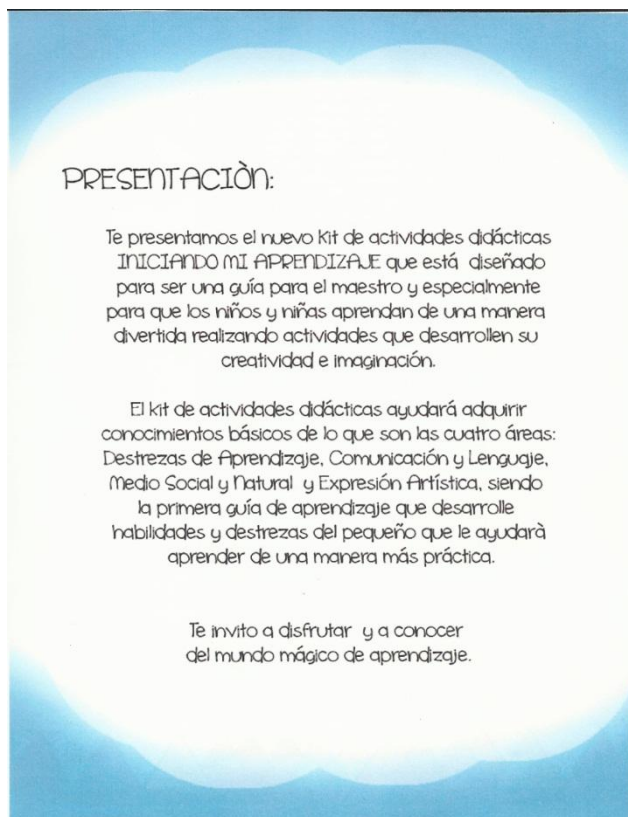 PRESENTACIÒN:
Te presentamos el nuevo Kit de actividades didácticas
INICIANDO MI APRENDIZAJE que está diseñado
para ser una guía para el maestro y especialmente
para que los niños y niñas aprendan de una manera
divertida realizando actividades que desarrollen su
creatividad e imaginación.
El kit de actividades didácticas ayudará adquirir
conocimientos básicos de lo que son las cuatro áreas:
Destrezas de Aprendizaje, Comunicación y Lenguaje,
Medio Social y Natural y Expresión Artística, siendo
la primera guía de aprendizaje que desarrolle
habilidades y destrezas del pequeño que le ayudarà
aprender de una manera más práctica.
Te invito a disfrutar y a conocer
del mundo mágico de aprendizaje.